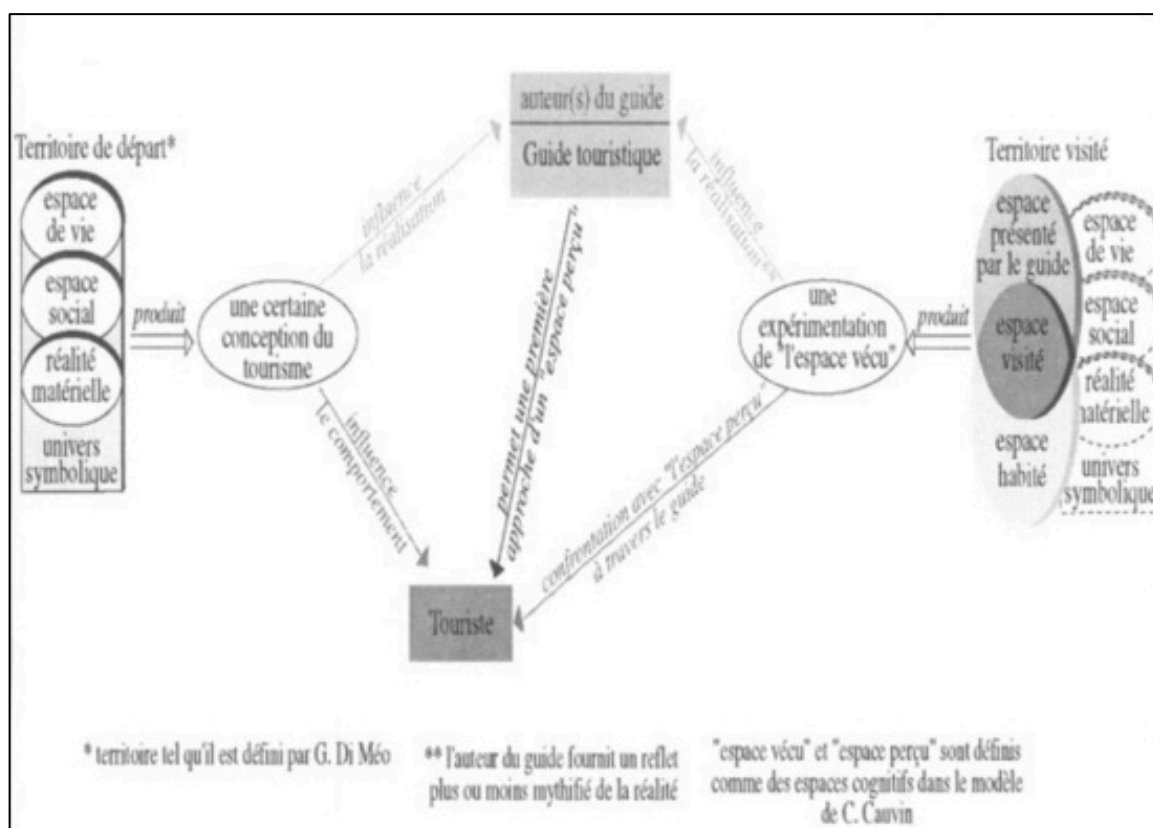 auteur(s) du guide
Guide touristique
Territoire de départ*
espace
de vie
espace
social
réalité
matérielle
univers
symbolique
produit
une certaine
conception du
tourisme
influence
la réalisation
influence
le comportement
permet une première
approche d'un "espace perçu"
Touriste
influence
la réalisation**
une
expérimentation
de "l'espace vécu"
confrontation avec "l'espace perçu"
à travers le guide
produit
Territoire visité
espace
présenté
par le guide
espace
visité
espace
habité
espace
de vie
espace
social
réalité
matérielle
univers
symbolique
* territoire tel qu'il est défini par G. Di Méo
** l'auteur du guide fournit un reflet
plus ou moins mythifié de la réalité
"espace vécu" et "espace perçu" sont définis
comme des espaces cognitifs dans le modèle
de C. Cauvin